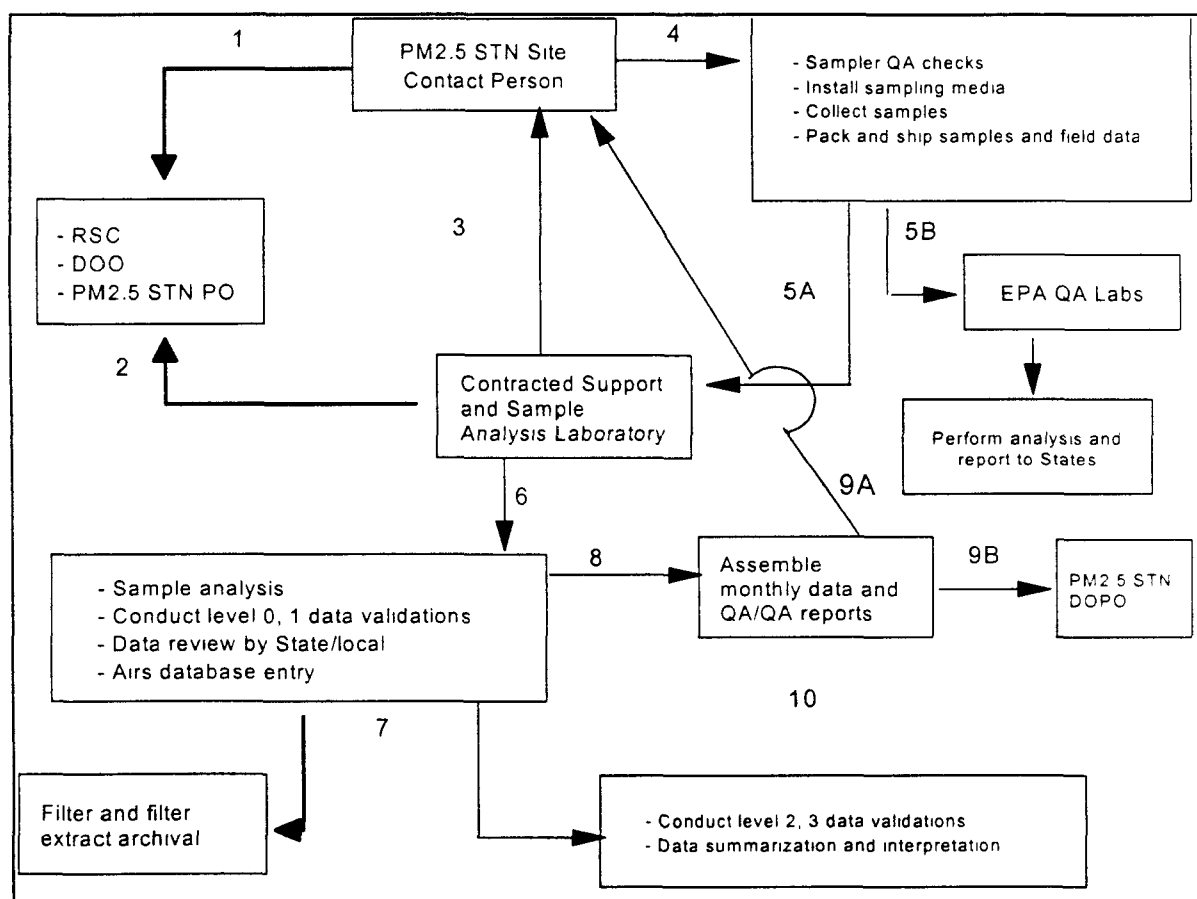 1
PM2.5 STN Site
Contact Person
4
- Sampler QA checks
- Install sampling media
- Collect samples
- Pack and ship samples and field data
- RSC
- DOO
- PM2.5 STN PO
3
5A
5B
EPA QA Labs
2
Contracted Support
and Sample
Analysis Laboratory
Perform analysis and
report to States
6
9A
- Sample analysis
- Conduct level 0, 1 data validations
- Data review by State/local
- Airs database entry
8
Assemble
monthly data and
QA/QA reports
9B
PM2 5 STN
DOPO
7
10
Filter and filter
extract archival
- Conduct level 2, 3 data validations
- Data summarization and interpretation